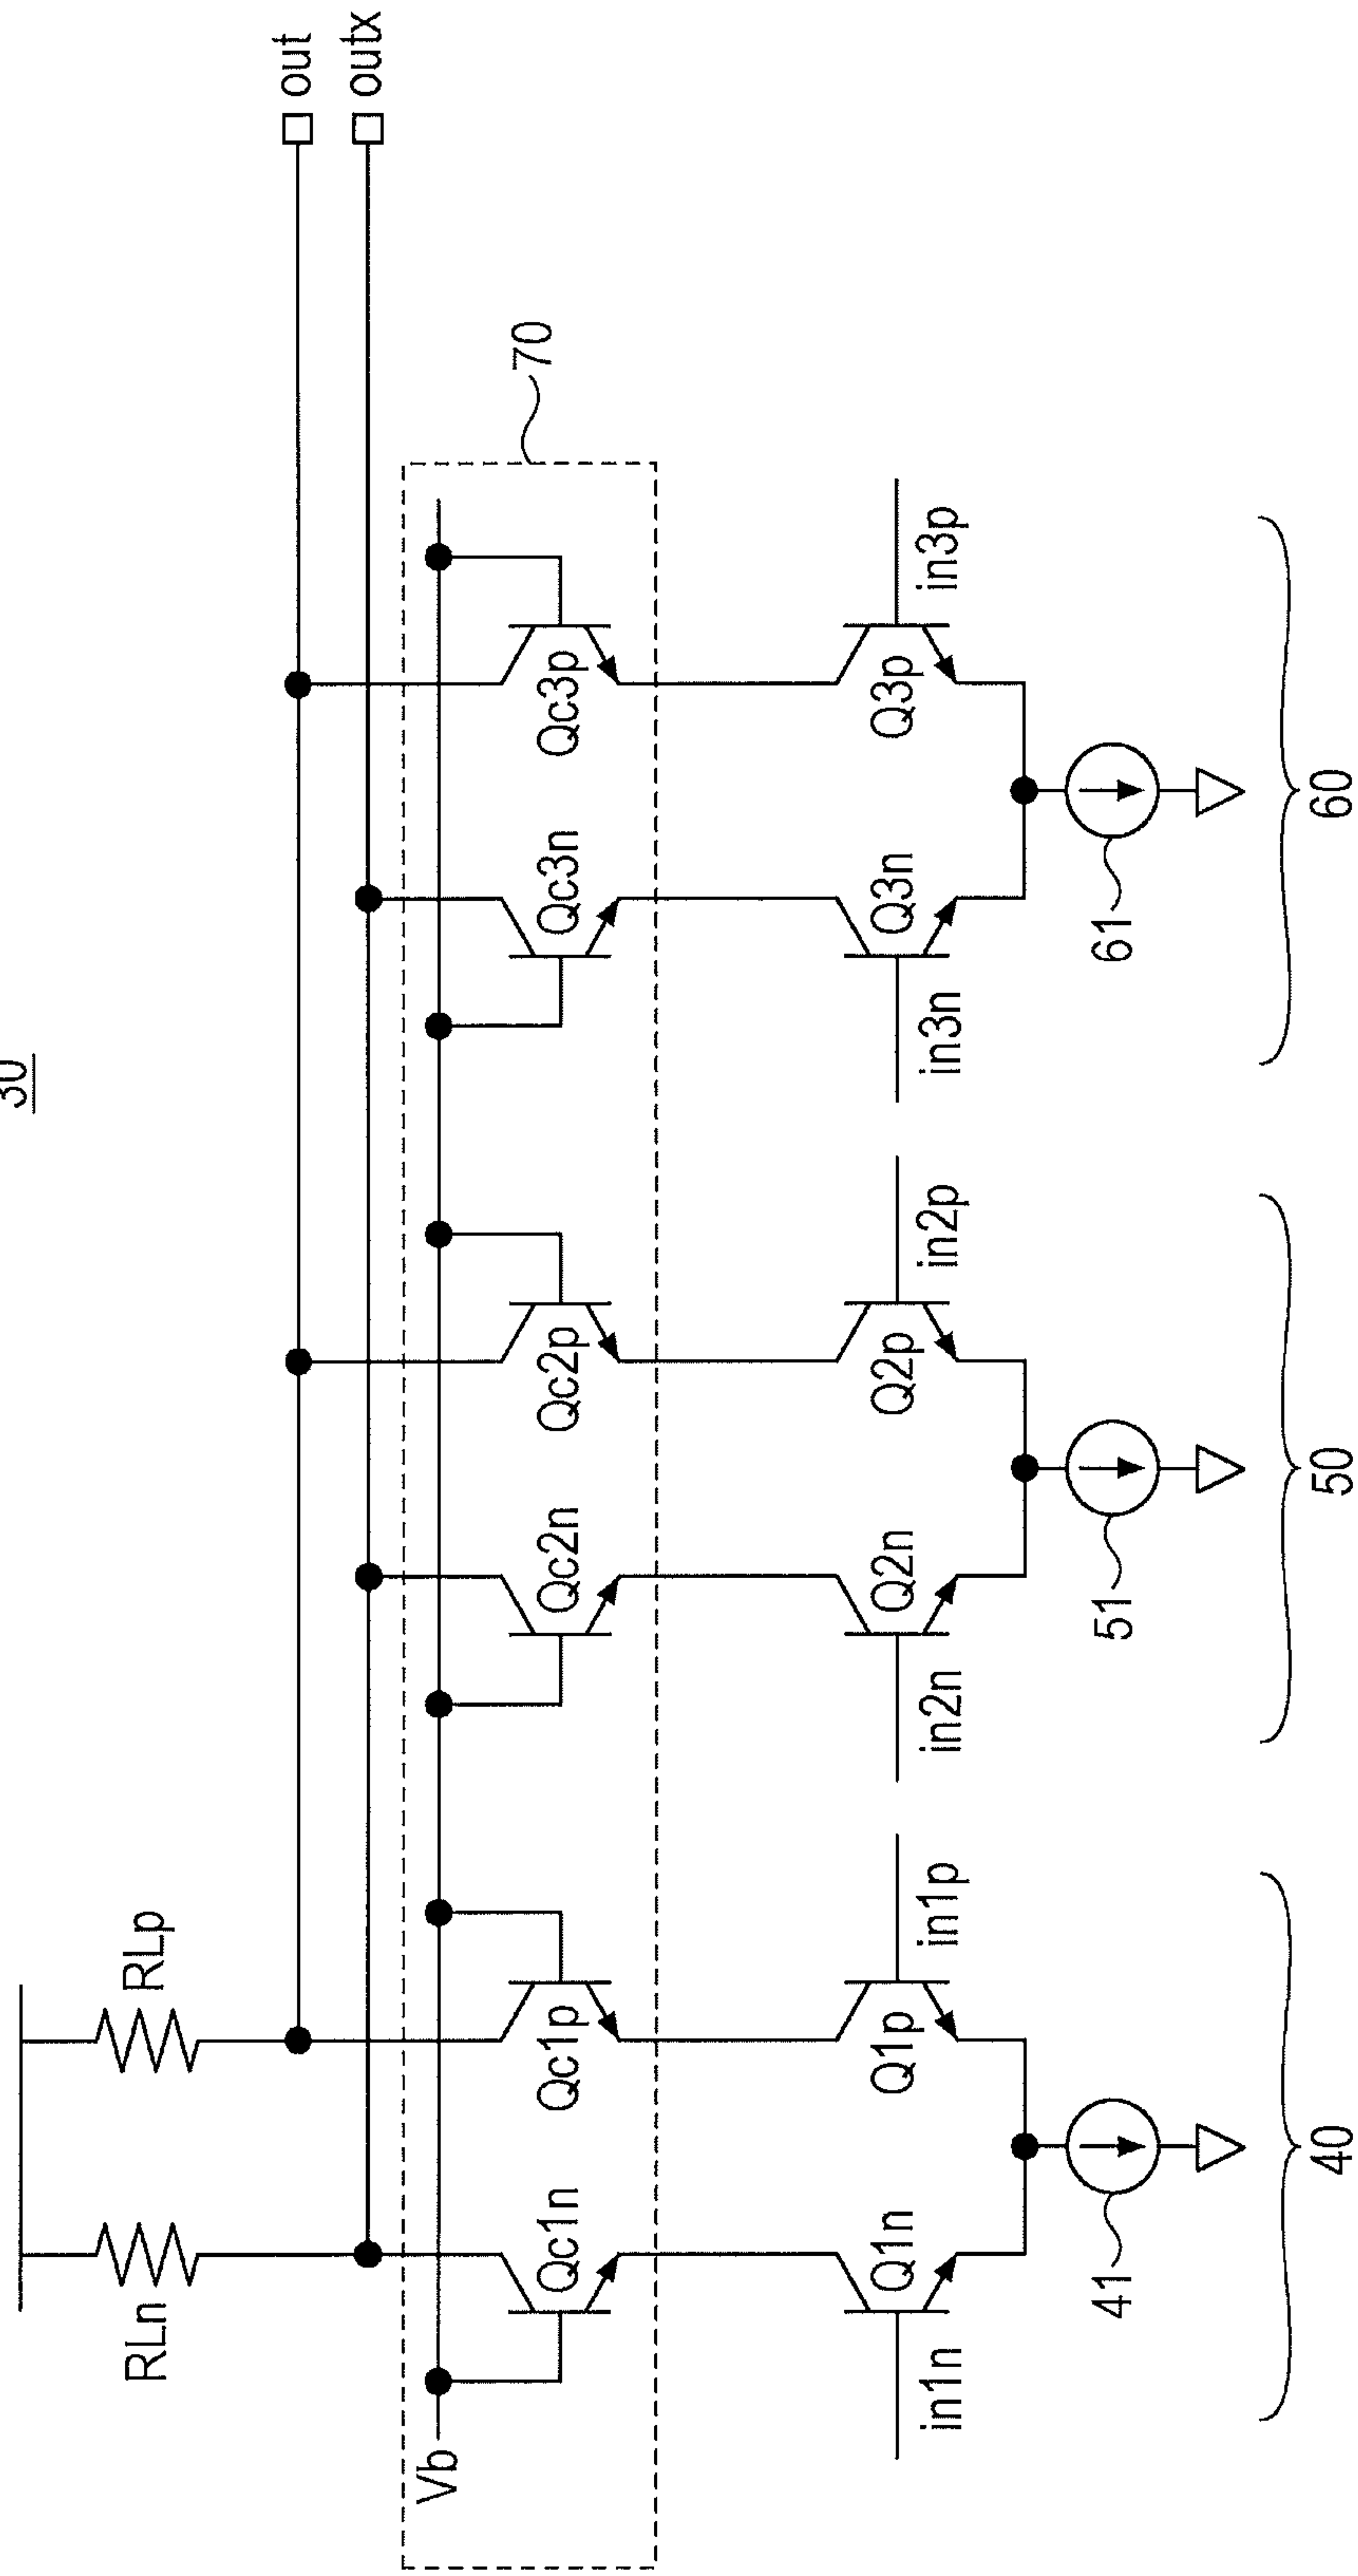 30
RLn
RLp
out
outx
Vb
70
Qc1n
Qc1p
Qc2n
Qc2p
Qc3n
Qc3p
in1n
Q1n
Q1p
in1p
in2n
Q2n
Q2p
in2p
in3n
Q3n
Q3p
in3p
41
51
61
40
50
60